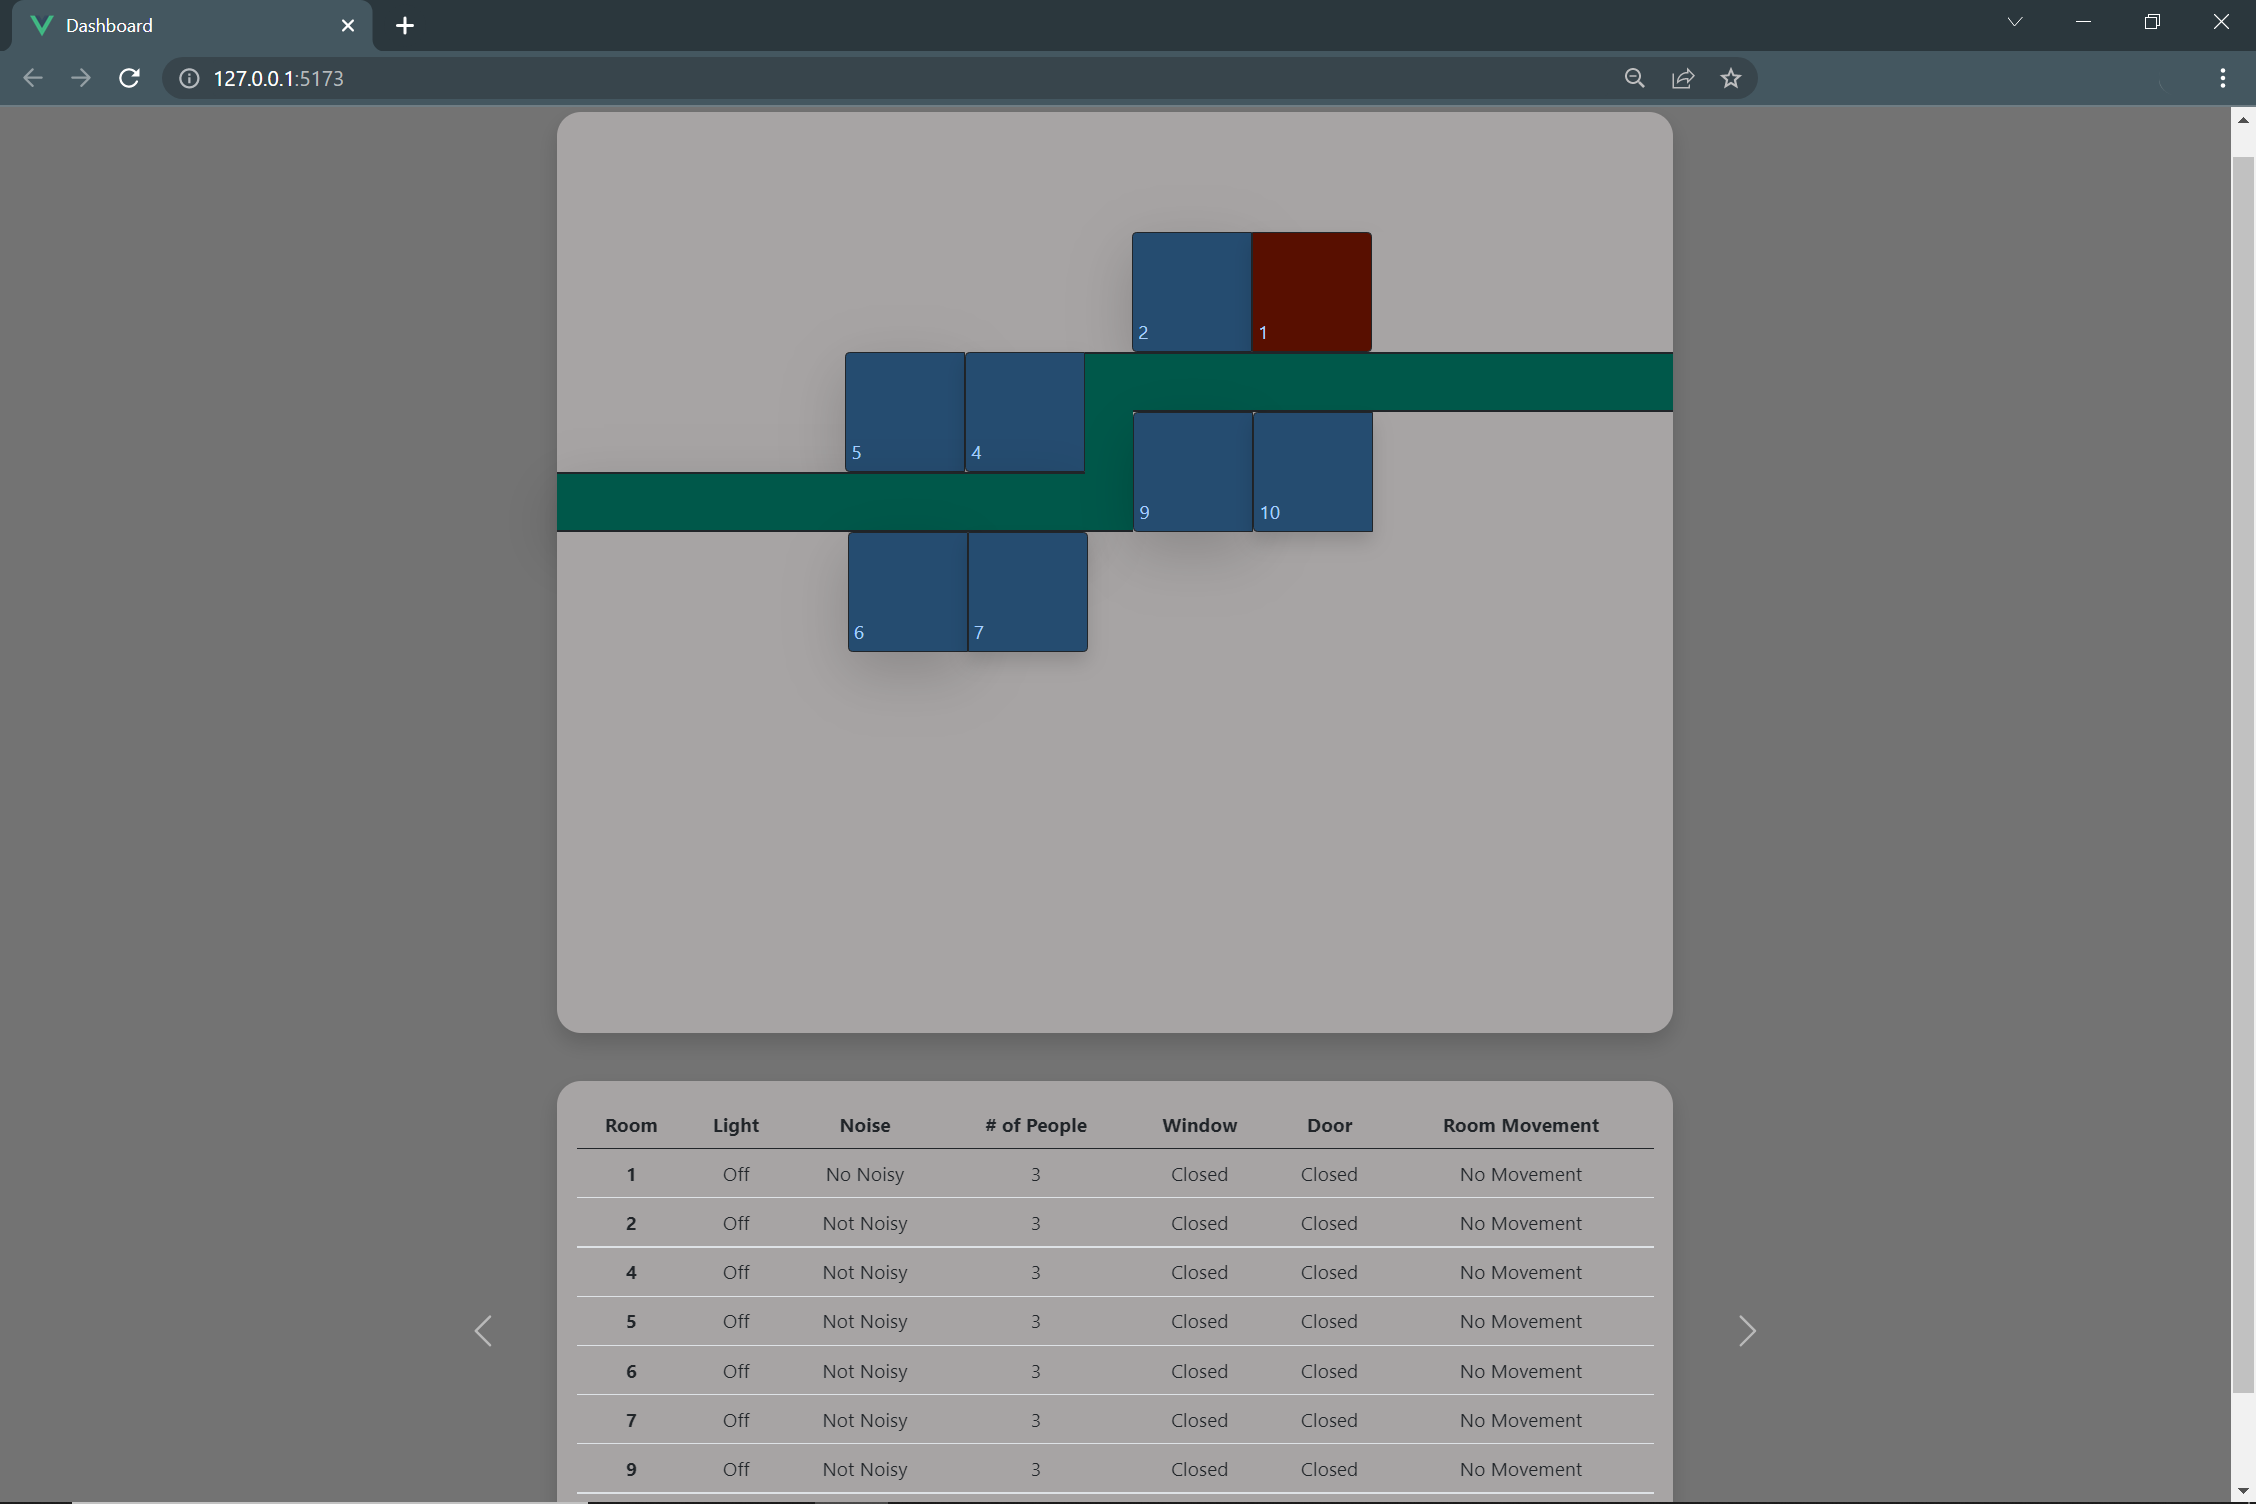 Dashboard
127.0.0.1:5173
2 1
5 4
9 10
6 7
Room Light Noise # of People Window Door Room Movement
1 Off No Noisy 3 Closed Closed No Movement
2 Off Not Noisy 3 Closed Closed No Movement
4 Off Not Noisy 3 Closed Closed No Movement
5 Off Not Noisy 3 Closed Closed No Movement
6 Off Not Noisy 3 Closed Closed No Movement
7 Off Not Noisy 3 Closed Closed No Movement
9 Off Not Noisy 3 Closed Closed No Movement